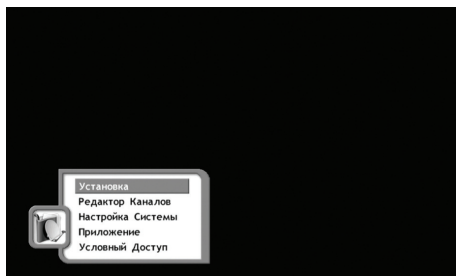 Установка
Редактор Каналов
Настройка Системы
Приложение
Условный Доступ